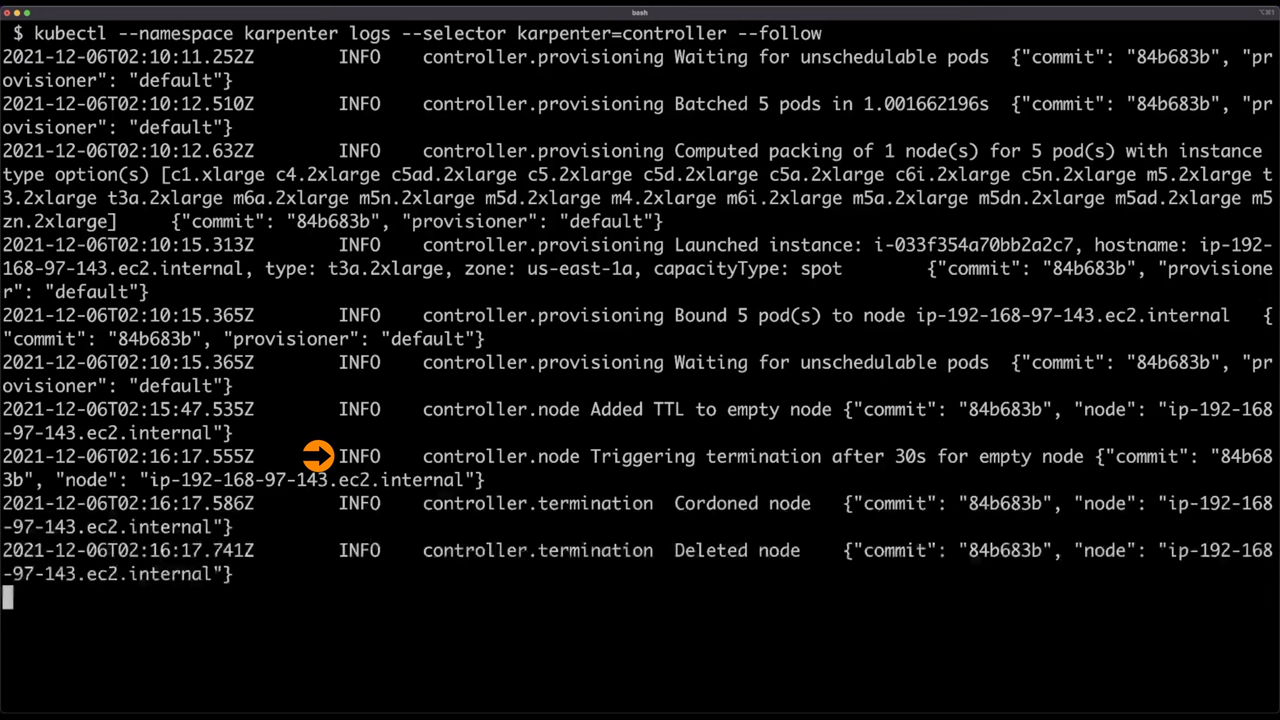 bash
⌥⌘1
$ kubectl --namespace karpenter logs --selector karpenter=controller --follow
2021-12-06T02:10:11.252Z INFO controller.provisioning Waiting for unschedulable pods {"commit": "84b683b", "pr
ovisioner": "default"}
2021-12-06T02:10:12.510Z INFO controller.provisioning Batched 5 pods in 1.001662196s {"commit": "84b683b", "pr
ovisioner": "default"}
2021-12-06T02:10:12.632Z INFO controller.provisioning Computed packing of 1 node(s) for 5 pod(s) with instance
type option(s) [c1.xlarge c4.2xlarge c5ad.2xlarge c5.2xlarge c5d.2xlarge c5a.2xlarge c6i.2xlarge c5n.2xlarge m5.2xlarge t
3.2xlarge t3a.2xlarge m6a.2xlarge m5n.2xlarge m5d.2xlarge m4.2xlarge m6i.2xlarge m5a.2xlarge m5dn.2xlarge m5ad.2xlarge m5
zn.2xlarge] {"commit": "84b683b", "provisioner": "default"}
2021-12-06T02:10:15.313Z INFO controller.provisioning Launched instance: i-033f354a70bb2a2c7, hostname: ip-192-
168-97-143.ec2.internal, type: t3a.2xlarge, zone: us-east-1a, capacityType: spot {"commit": "84b683b", "provisione
r": "default"}
2021-12-06T02:10:15.365Z INFO controller.provisioning Bound 5 pod(s) to node ip-192-168-97-143.ec2.internal {
"commit": "84b683b", "provisioner": "default"}
2021-12-06T02:10:15.365Z INFO controller.provisioning Waiting for unschedulable pods {"commit": "84b683b", "pr
ovisioner": "default"}
2021-12-06T02:15:47.535Z INFO controller.node Added TTL to empty node {"commit": "84b683b", "node": "ip-192-168
-97-143.ec2.internal"}
2021-12-06T02:16:17.555Z INFO controller.node Triggering termination after 30s for empty node {"commit": "84b68
3b", "node": "ip-192-168-97-143.ec2.internal"}
2021-12-06T02:16:17.586Z INFO controller.termination Cordoned node {"commit": "84b683b", "node": "ip-192-168
-97-143.ec2.internal"}
2021-12-06T02:16:17.741Z INFO controller.termination Deleted node {"commit": "84b683b", "node": "ip-192-168
-97-143.ec2.internal"}